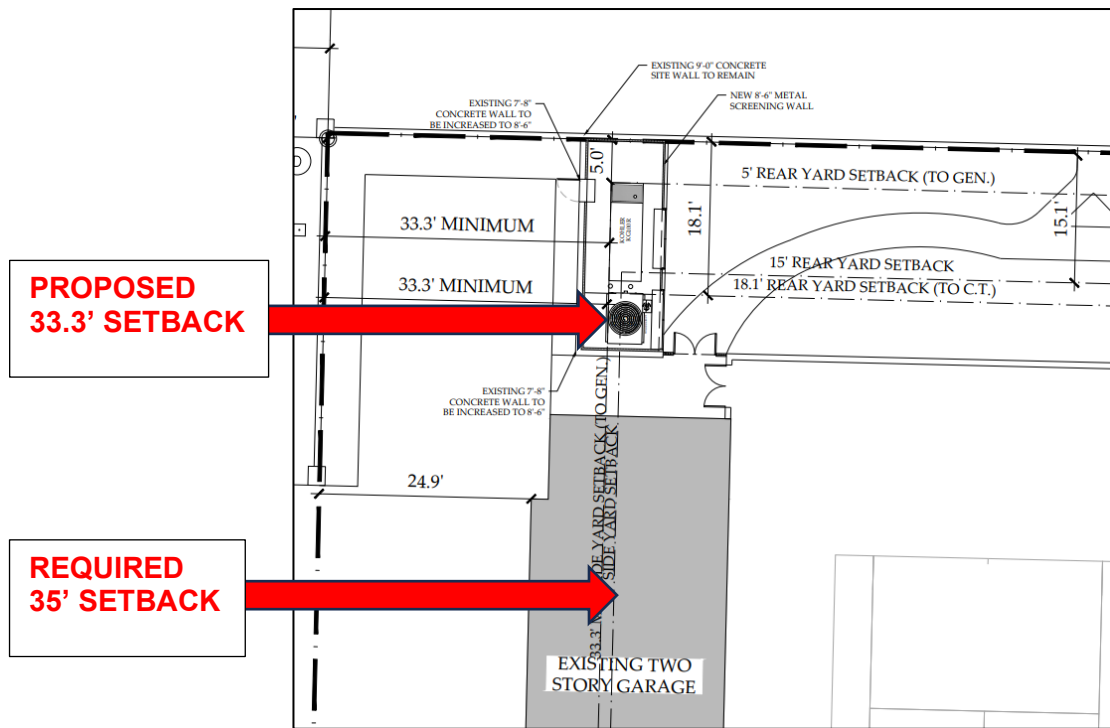 EXISTING 9'-0" CONCRETE
SITE WALL TO REMAIN
EXISTING 7'-8"
CONCRETE WALL TO
BE INCREASED TO 8'-6"
NEW 8'-6" METAL
SCREENING WALL
5.0'
5' REAR YARD SETBACK (TO GEN.)
18.1'
15.1'
33.3' MINIMUM
KOHLER
15' REAR YARD SETBACK
33.3' MINIMUM
18.1' REAR YARD SETBACK (TO C.T.)
PROPOSED
33.3' SETBACK
EXISTING 7'-8"
CONCRETE WALL TO
BE INCREASED TO 8'-6"
24.9'
DE YARD SETBACK (TO GEN.)
SIDE YARD SETBACK
33.3'
REQUIRED
35' SETBACK
EXISTING TWO
STORY GARAGE